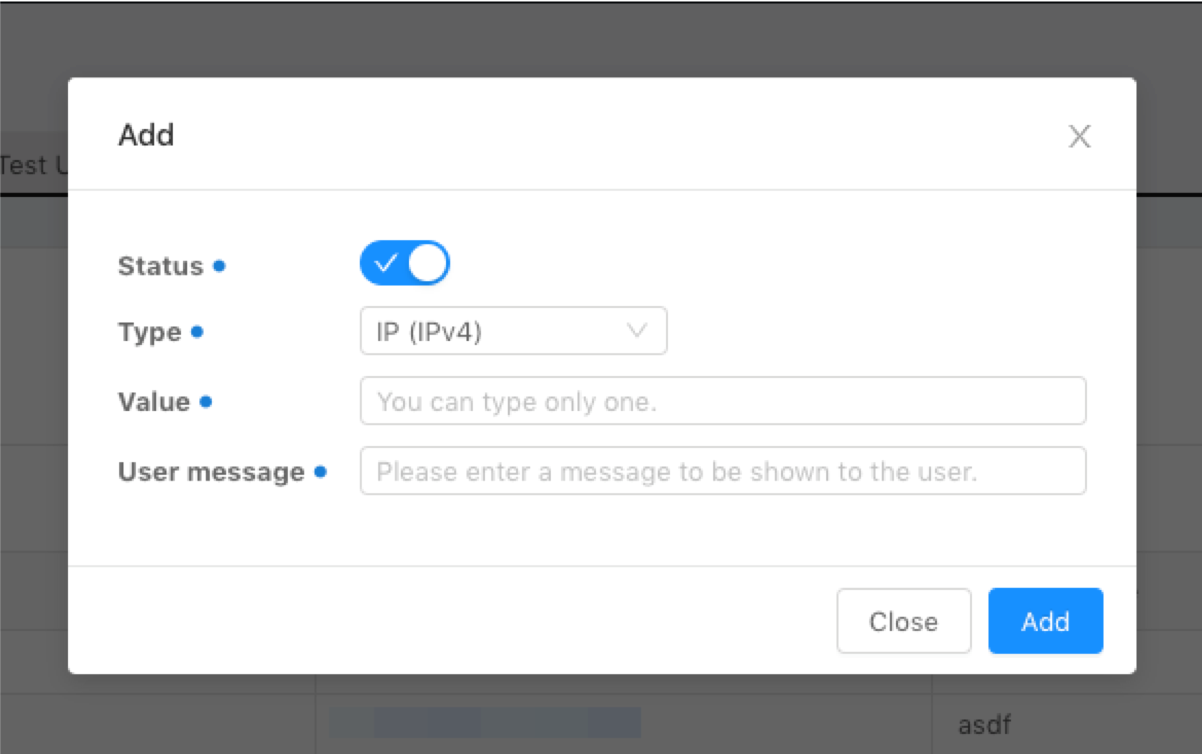 Add
Test U
Status
Type
IP (IPv4)
Value
You can type only one.
User message
Please enter a message to be shown to the user.
Close
Add
asdf